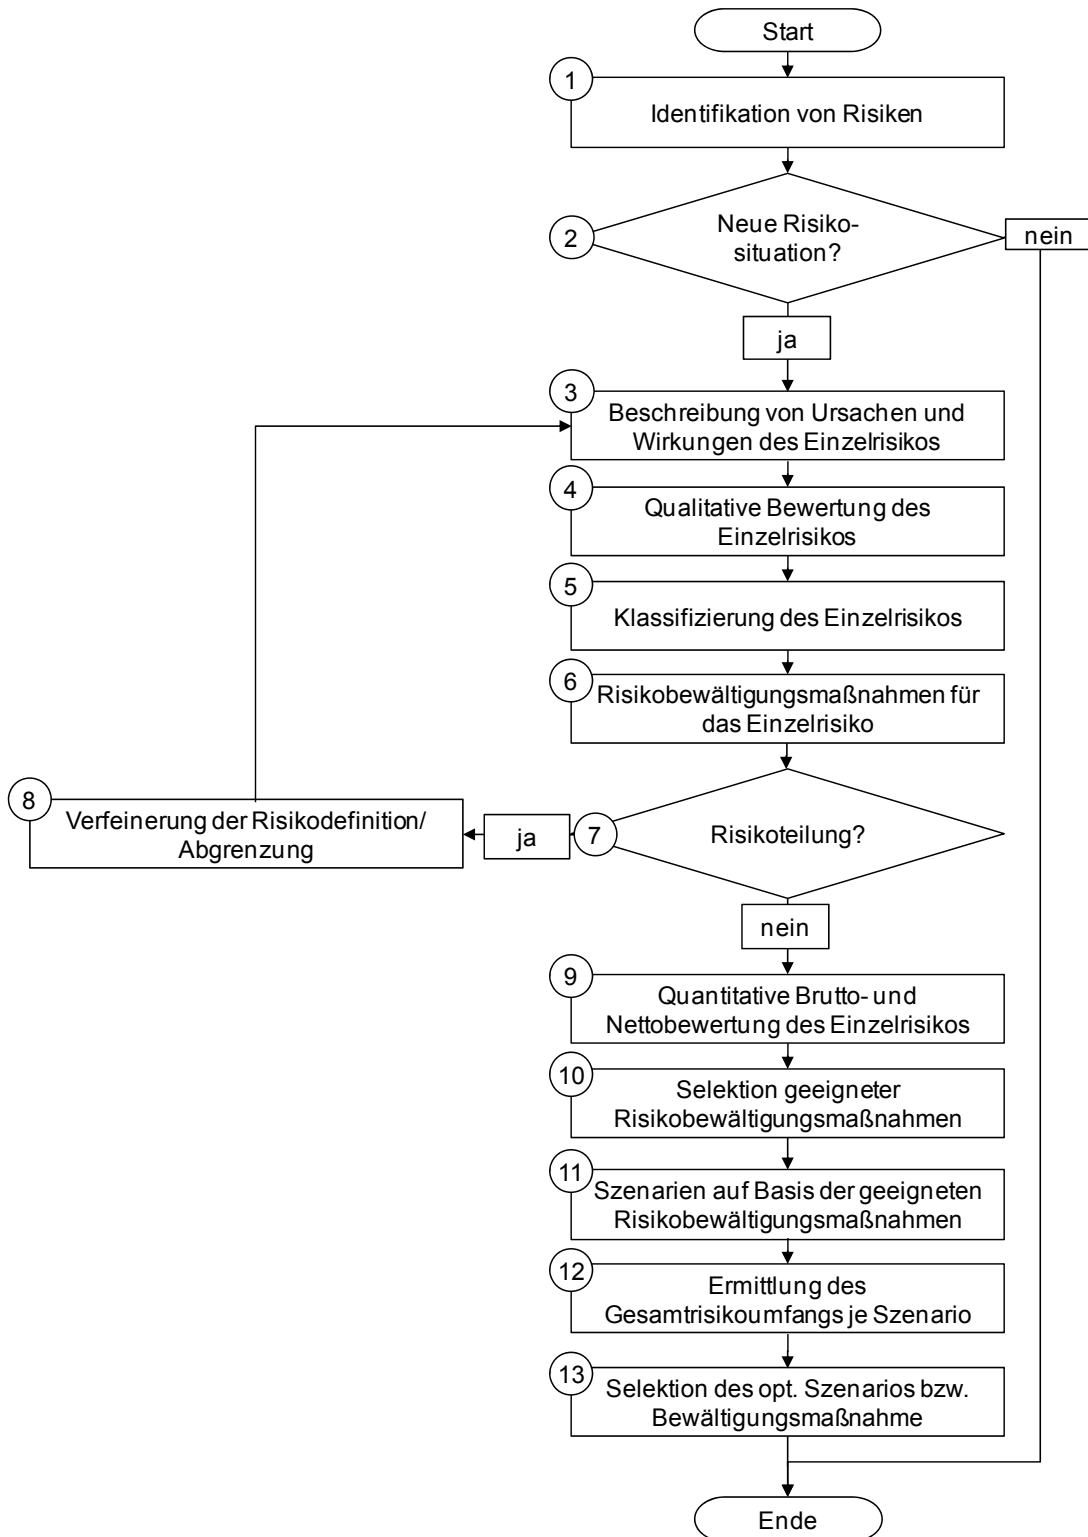 Start
1
Identifikation von Risiken
2
Neue Risiko-
situation?
nein
ja
3
Beschreibung von Ursachen und
Wirkungen des Einzelrisikos
4
Qualitative Bewertung des
Einzelrisikos
5
Klassifizierung des Einzelrisikos
6
Risikobewältigungsmaßnahmen für
das Einzelrisiko
8
Verfeinerung der Risikodefinition/
Abgrenzung
ja
7
Risikoteilung?
nein
9
Quantitative Brutto- und
Nettobewertung des Einzelrisikos
10
Selektion geeigneter
Risikobewältigungsmaßnahmen
11
Szenarien auf Basis der geeigneten
Risikobewältigungsmaßnahmen
12
Ermittlung des
Gesamtrisikoumfangs je Szenario
13
Selektion des opt. Szenarios bzw.
Bewältigungsmaßnahme
Ende